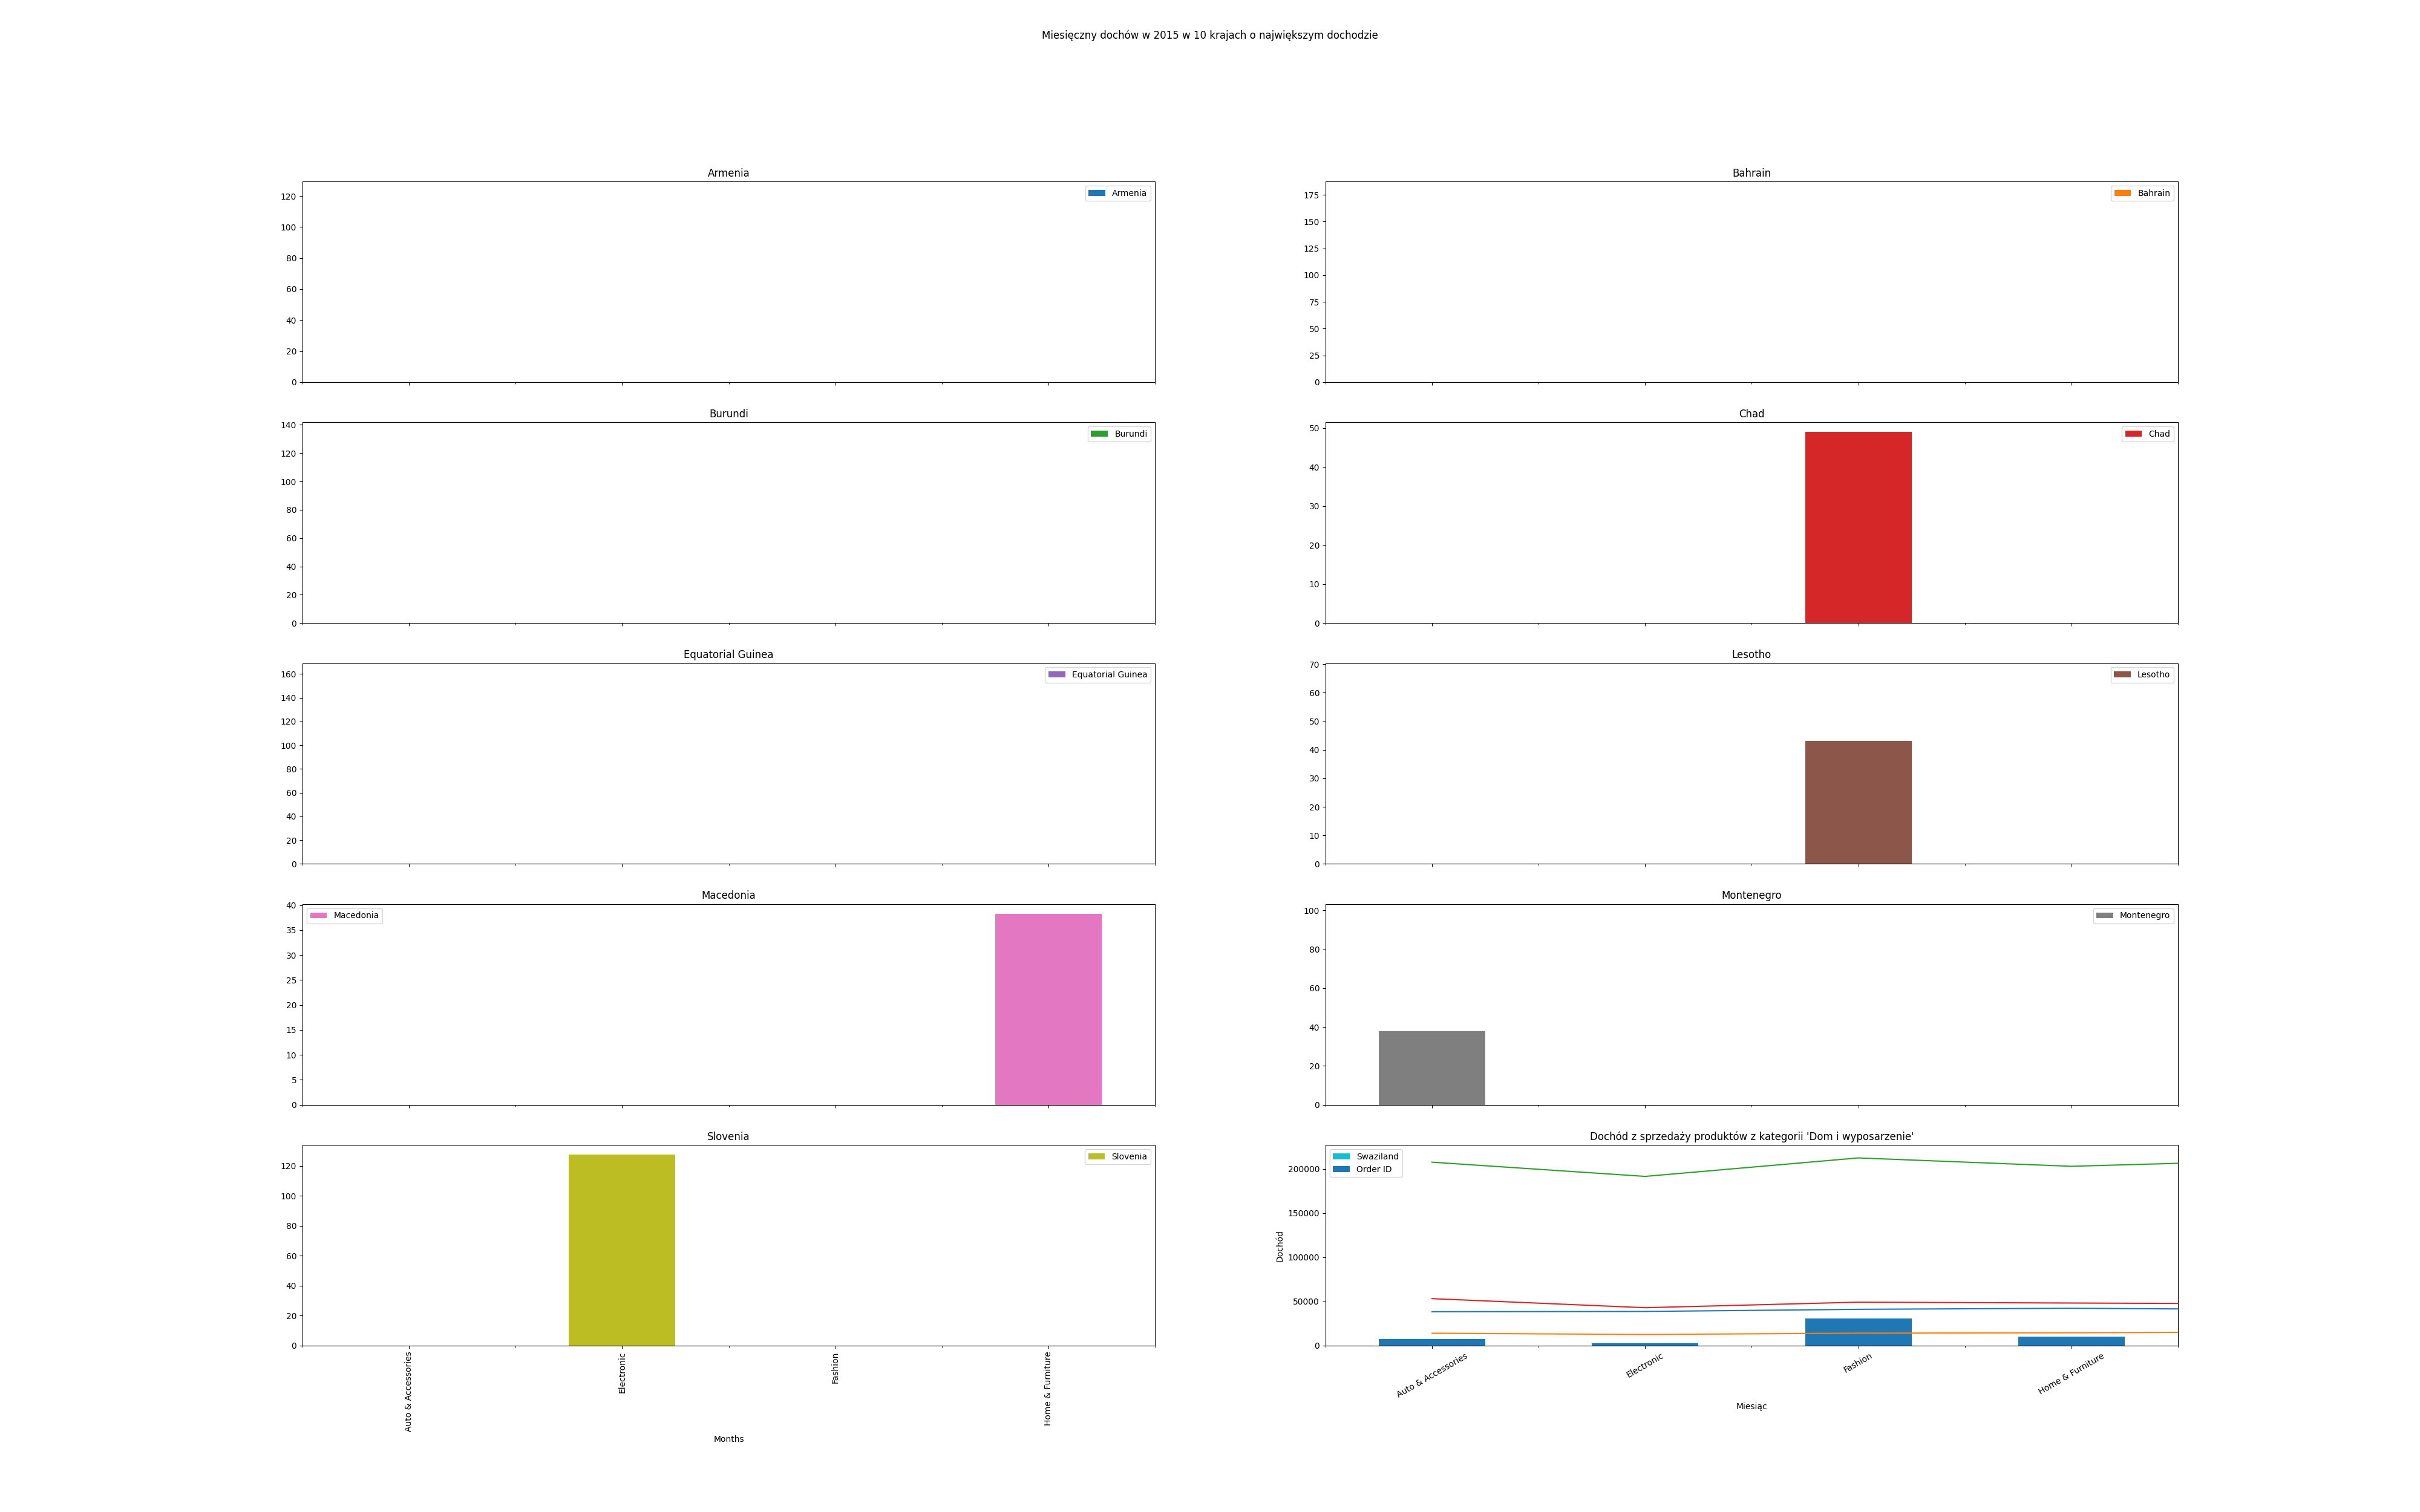 Miesięczny dochów w 2015 w 10 krajach o największym dochodzie
Armenia
120
100
80
60
40
20
0
Armenia
Bahrain
175
150
125
100
75
50
25
0
Bahrain
Burundi
140
120
100
80
60
40
20
0
Burundi
Chad
50
40
30
20
10
0
Chad
Equatorial Guinea
160
140
120
100
80
60
40
20
0
Equatorial Guinea
Lesotho
70
60
50
40
30
20
10
0
Lesotho
Macedonia
40
35
30
25
20
15
10
5
0
Macedonia
Montenegro
100
80
60
40
20
0
Montenegro
Slovenia
120
100
80
60
40
20
0
Slovenia
Auto & Accessories
Electronic
Fashion
Home & Furniture
Months
Dochód z sprzedaży produktów z kategorii 'Dom i wyposarzenie'
Swaziland
Order ID
200000
150000
100000
50000
0
Dochód
Auto & Accessories
Electronic
Fashion
Home & Furniture
Miesiąc